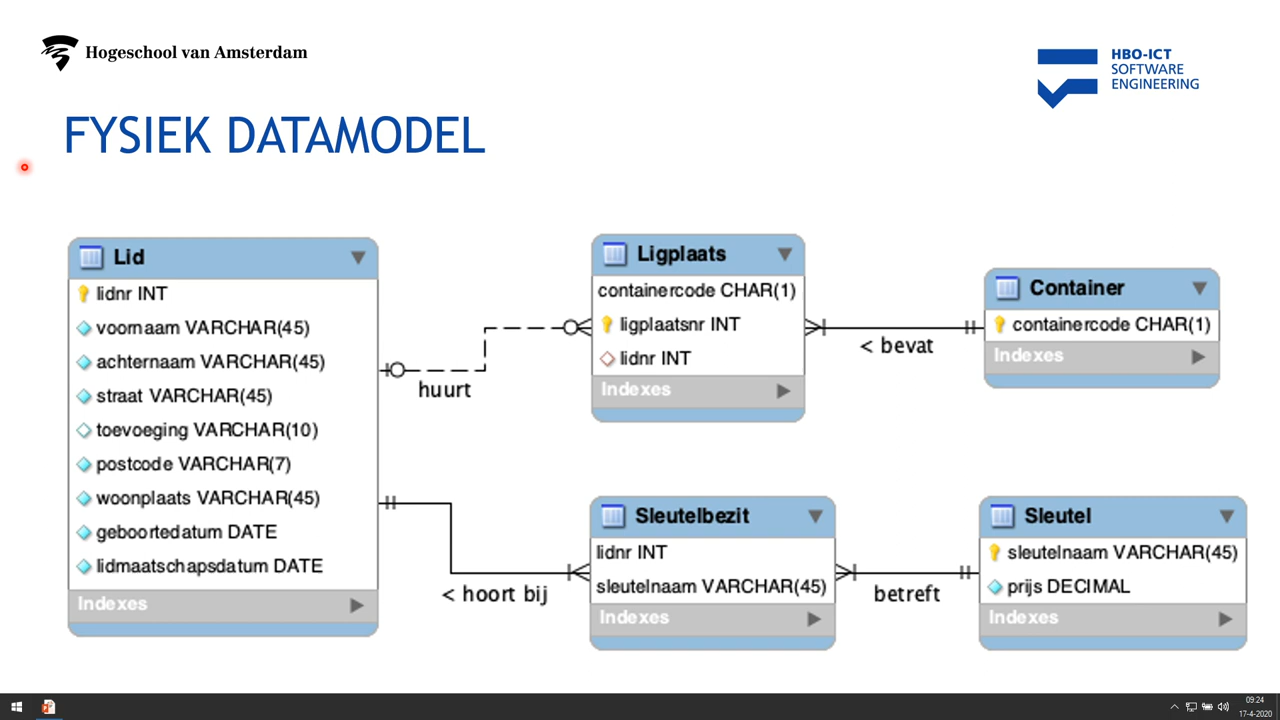 Hogeschool van Amsterdam
HBO-ICT
SOFTWARE
ENGINEERING
FYSIEK DATAMODEL
Lid
lidnr INT
voornaam VARCHAR(45)
achternaam VARCHAR(45)
straat VARCHAR(45)
toevoeging VARCHAR(10)
postcode VARCHAR(7)
woonplaats VARCHAR(45)
geboortedatum DATE
lidmaatschapsdatum DATE
Indexes
huurt
Ligplaats
containercode CHAR(1)
ligplaatsnr INT
lidnr INT
Indexes
< bevat
Container
containercode CHAR(1)
Indexes
< hoort bij
Sleutelbezit
lidnr INT
sleutelnaam VARCHAR(45)
Indexes
betreft
Sleutel
sleutelnaam VARCHAR(45)
prijs DECIMAL
Indexes
09:24
17-4-2020